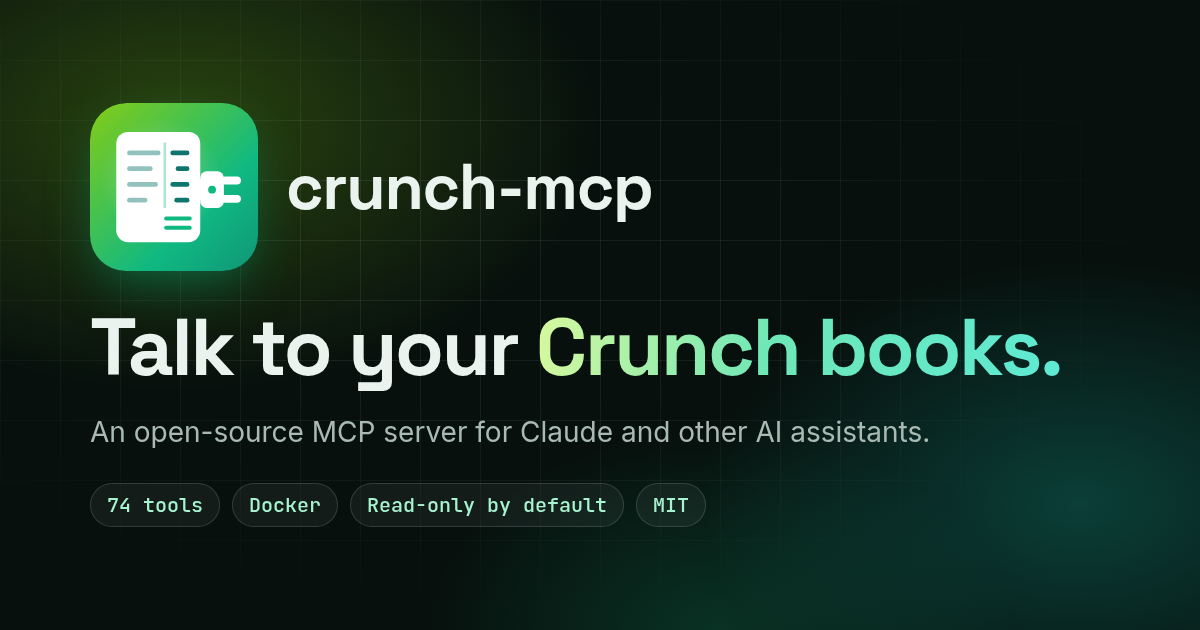 crunch-mcp
Talk to your Crunch books.
An open-source MCP server for Claude and other AI assistants.
74 tools Docker Read-only by default MIT